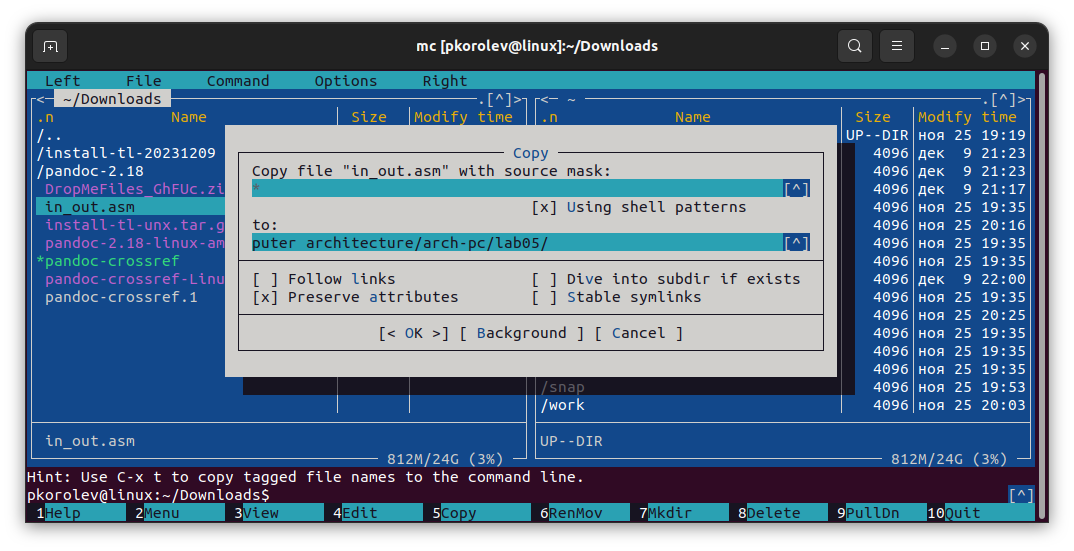 mc [pkorolev@linux]:~/Downloads
Left File Command Options Right
<─ ~/Downloads ─.[^]>
.n Name Size Modify time
/..
/install-tl-20231209
/pandoc-2.18
DropMeFiles_GhFUc.zi
in_out.asm
install-tl-unx.tar.g
pandoc-2.18-linux-am
*pandoc-crossref
pandoc-crossref-Linu
pandoc-crossref.1
in_out.asm
812M/24G (3%)
<─ ~ ─.[^]>
.n Name Size Modify time
UP--DIR ноя 25 19:19
4096 дек 9 21:23
4096 дек 9 21:23
4096 дек 9 21:17
4096 ноя 25 19:35
4096 ноя 25 20:16
4096 ноя 25 19:35
4096 ноя 25 19:35
4096 дек 9 22:00
4096 ноя 25 19:35
4096 ноя 25 20:25
4096 ноя 25 19:35
4096 ноя 25 19:35
4096 ноя 25 19:35
/snap 4096 ноя 25 19:53
/work 4096 ноя 25 20:03
UP--DIR
812M/24G (3%)
Copy
Copy file "in_out.asm" with source mask:
* [^]
[x] Using shell patterns
to:
puter architecture/arch-pc/lab05/ [^]
[ ] Follow links [ ] Dive into subdir if exists
[x] Preserve attributes [ ] Stable symlinks
[< OK >] [ Background ] [ Cancel ]
Hint: Use C-x t to copy tagged file names to the command line.
pkorolev@linux:~/Downloads$ [^]
1Help 2Menu 3View 4Edit 5Copy 6RenMov 7Mkdir 8Delete 9PullDn 10Quit